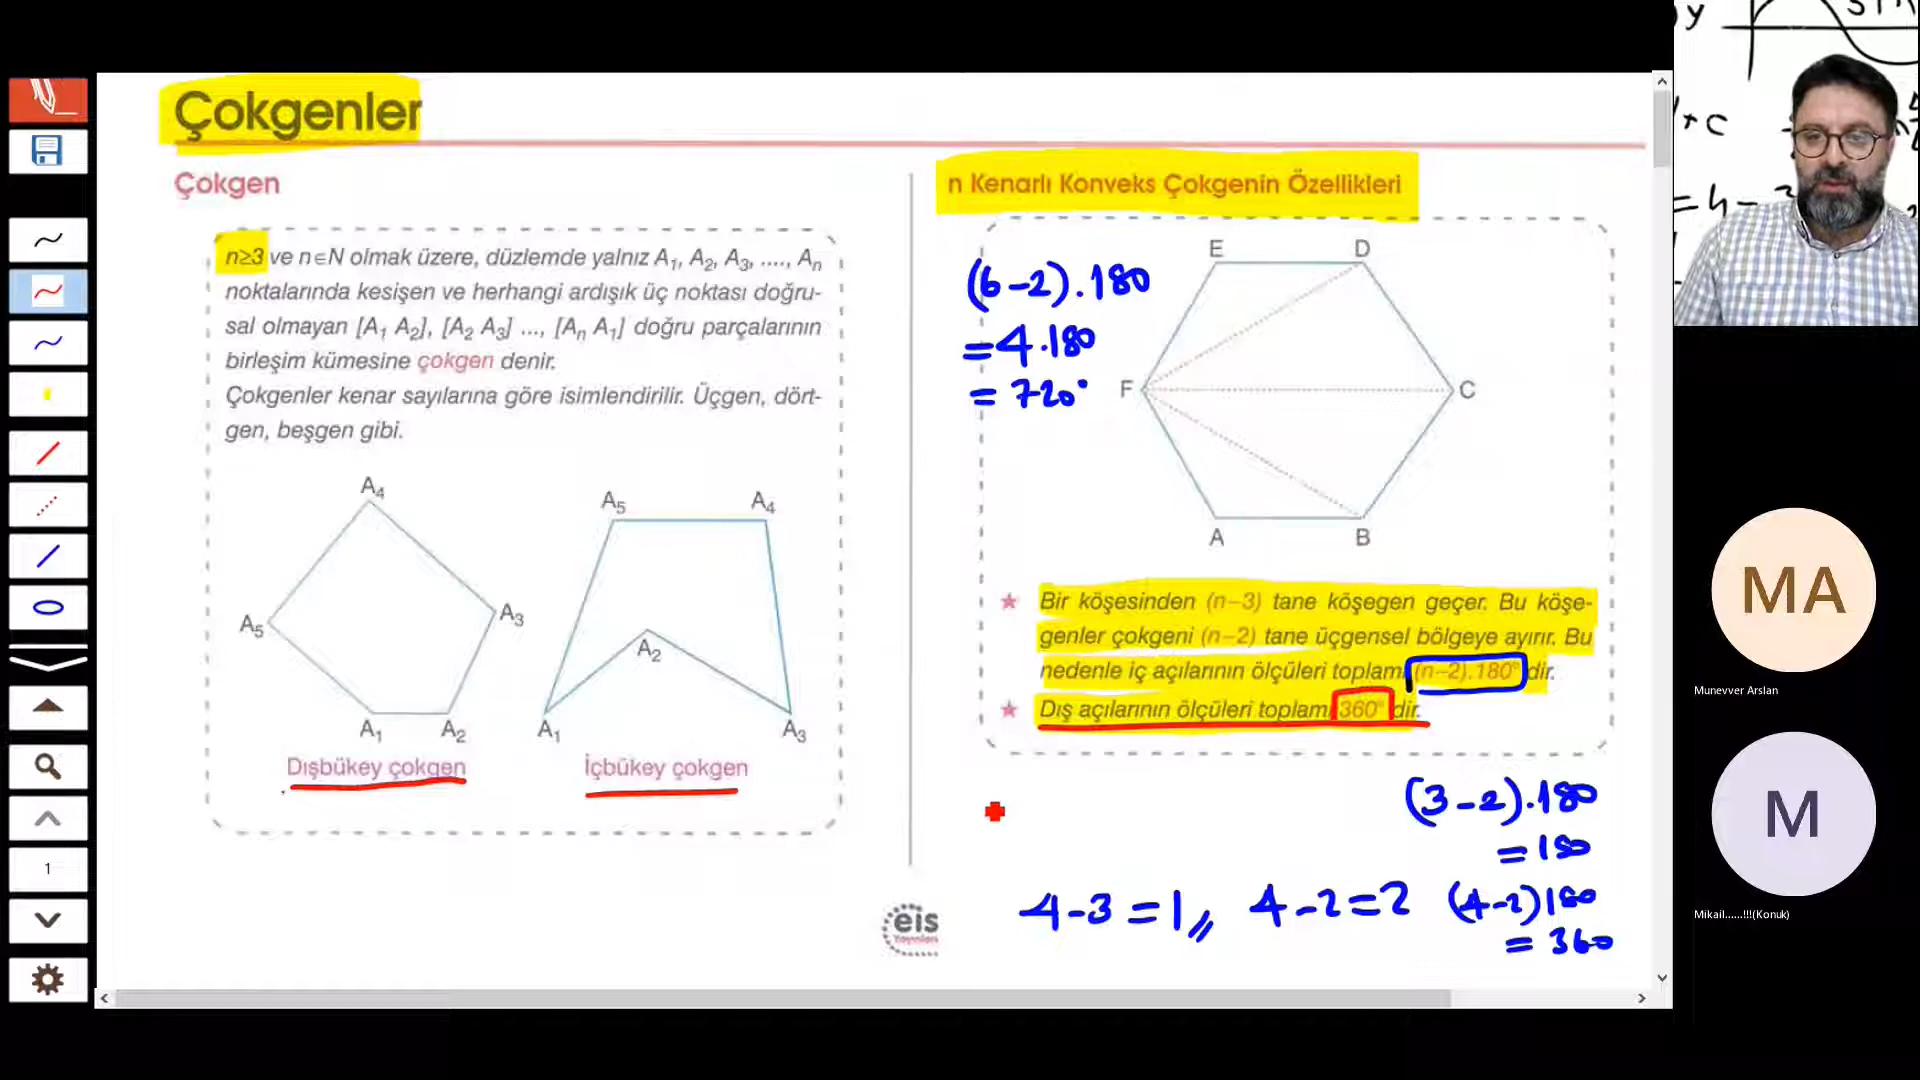 Çokgenler
Çokgen
n≥3 ve n∈N olmak üzere, düzlemde yalnız A₁, A₂, A₃, ...., Aₙ
noktalarında kesişen ve herhangi ardışık üç noktası doğru-
sal olmayan [A₁ A₂], [A₂ A₃] ..., [Aₙ A₁] doğru parçalarının
birleşim kümesine çokgen denir.
Çokgenler kenar sayılarına göre isimlendirilir. Üçgen, dört-
gen, beşgen gibi.
A₄
A₅
A₃
A₁
A₂
Dışbükey çokgen
A₅
A₄
A₂
A₁
A₃
İçbükey çokgen
n Kenarlı Konveks Çokgenin Özellikleri
(6-2).180
=4.180
= 720°
E
D
F
C
A
B
Bir köşesinden (n–3) tane köşegen geçer. Bu köşe-
genler çokgeni (n–2) tane üçgensel bölgeye ayırır. Bu
nedenle iç açılarının ölçüleri toplamı (n–2).180° dir.
Dış açılarının ölçüleri toplamı 360° dir.
(3-2).180
= 180
4-3=1,, 4-2=2 (4-2)180
= 360
eis
Yayınları
1
MA
Munevver Arslan
M
Mikail......!!!(Konuk)
y
+ c
= h -